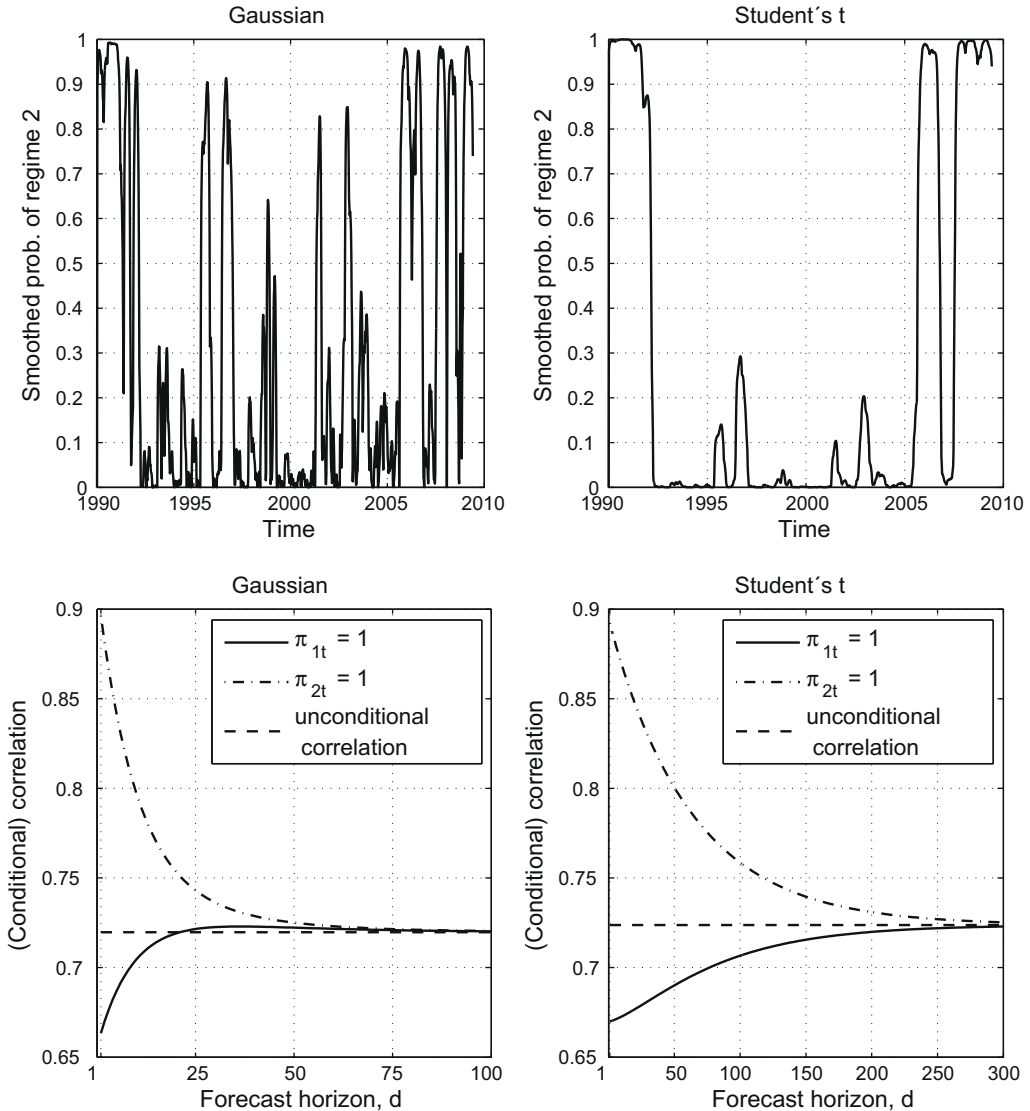 Gaussian
Smoothed prob. of regime 2
1
0.9
0.8
0.7
0.6
0.5
0.4
0.3
0.2
0.1
0
1990 1995 2000 2005 2010
Time
Student´s t
Smoothed prob. of regime 2
1
0.9
0.8
0.7
0.6
0.5
0.4
0.3
0.2
0.1
0
1990 1995 2000 2005 2010
Time
Gaussian
(Conditional) correlation
0.9
0.85
0.8
0.75
0.7
0.65
π1t = 1
π2t = 1
unconditional
correlation
1 25 50 75 100
Forecast horizon, d
Student´s t
(Conditional) correlation
0.9
0.85
0.8
0.75
0.7
0.65
π1t = 1
π2t = 1
unconditional
correlation
1 50 100 150 200 250 300
Forecast horizon, d